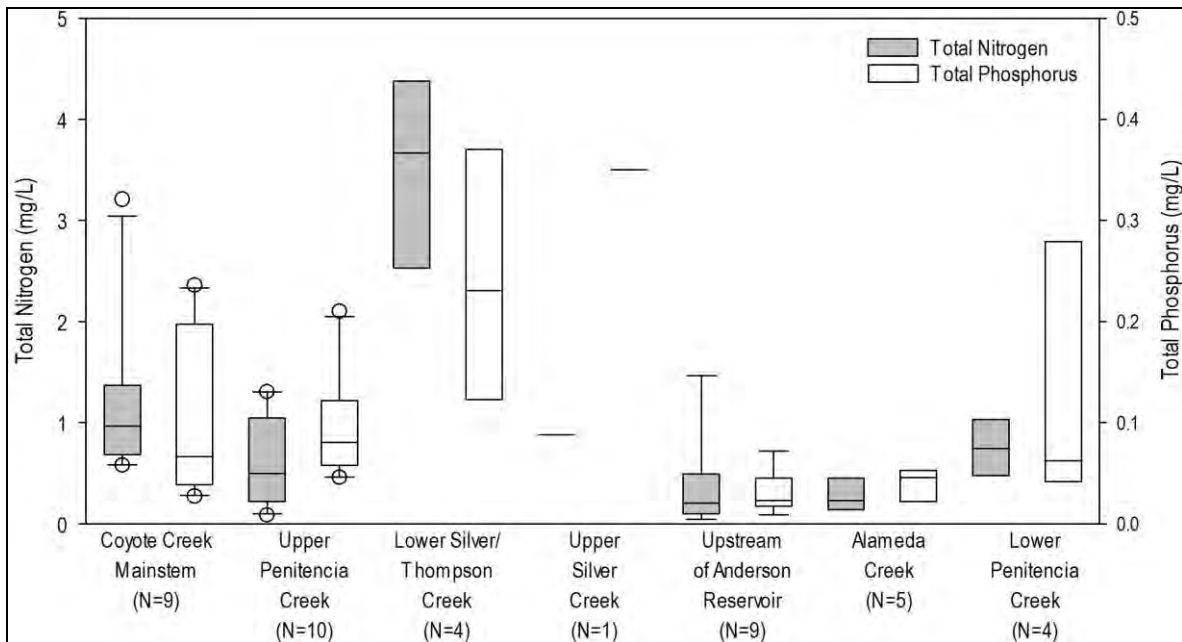 Total Nitrogen
Total Phosphorus
Total Nitrogen (mg/L)
5
4
3
2
1
0
Total Phosphorus (mg/L)
0.5
0.4
0.3
0.2
0.1
0.0
Coyote Creek
Mainstem
(N=9)
Upper
Penitencia
Creek
(N=10)
Lower Silver/
Thompson
Creek
(N=4)
Upper
Silver
Creek
(N=1)
Upstream
of Anderson
Reservoir
(N=9)
Alameda
Creek
(N=5)
Lower
Penitencia
Creek
(N=4)